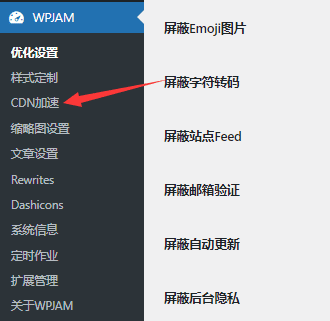 WPJAM
优化设置
样式定制
CDN加速
缩略图设置
文章设置
Rewrites
Dashicons
系统信息
定时作业
扩展管理
关于WPJAM
屏蔽Emoji图片
屏蔽字符转码
屏蔽站点Feed
屏蔽邮箱验证
屏蔽自动更新
屏蔽后台隐私